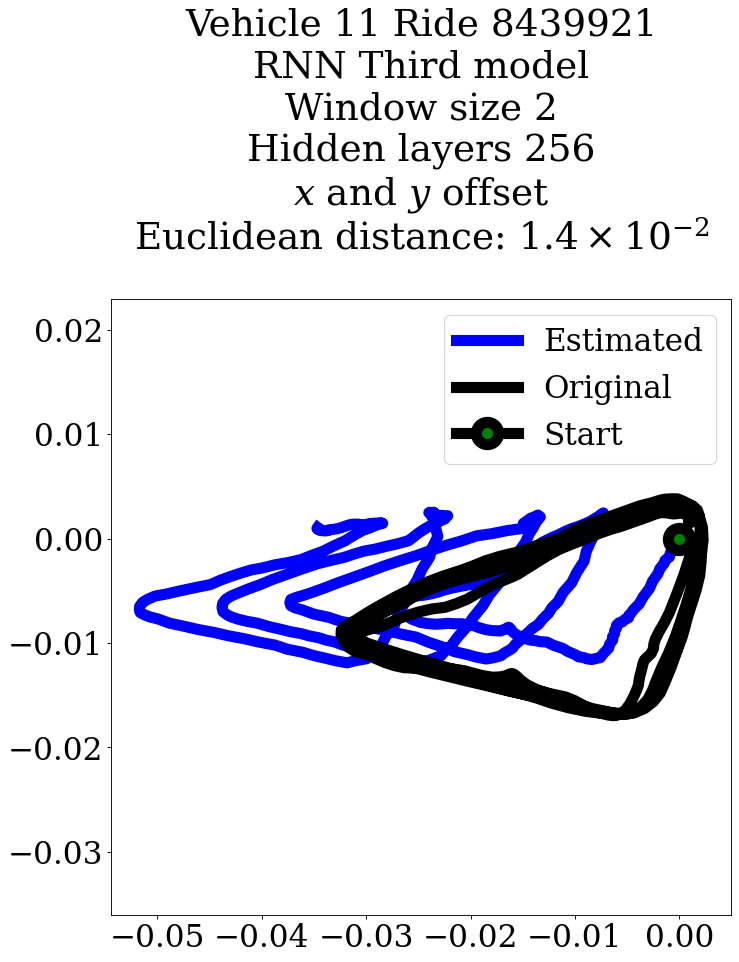 Vehicle 11 Ride 8439921
RNN Third model
Window size 2
Hidden layers 256
x and y offset
Euclidean distance: 1.4 × 10⁻²
Estimated
Original
Start
0.02
0.01
0.00
−0.01
−0.02
−0.03
−0.05 −0.04 −0.03 −0.02 −0.01 0.00